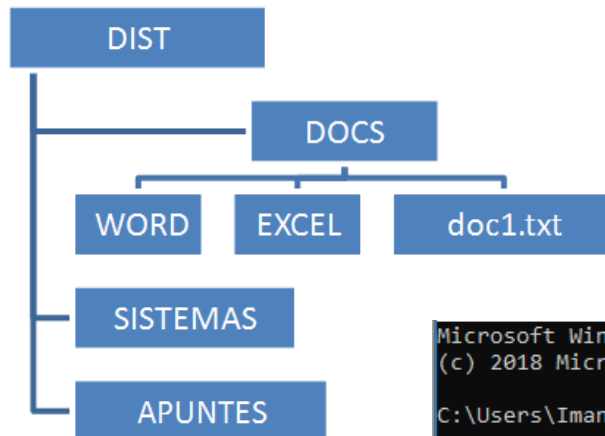 DIST
DOCS
WORD EXCEL doc1.txt
SISTEMAS
APUNTES
Microsoft Win
(c) 2018 Micr
C:\Users\Iman